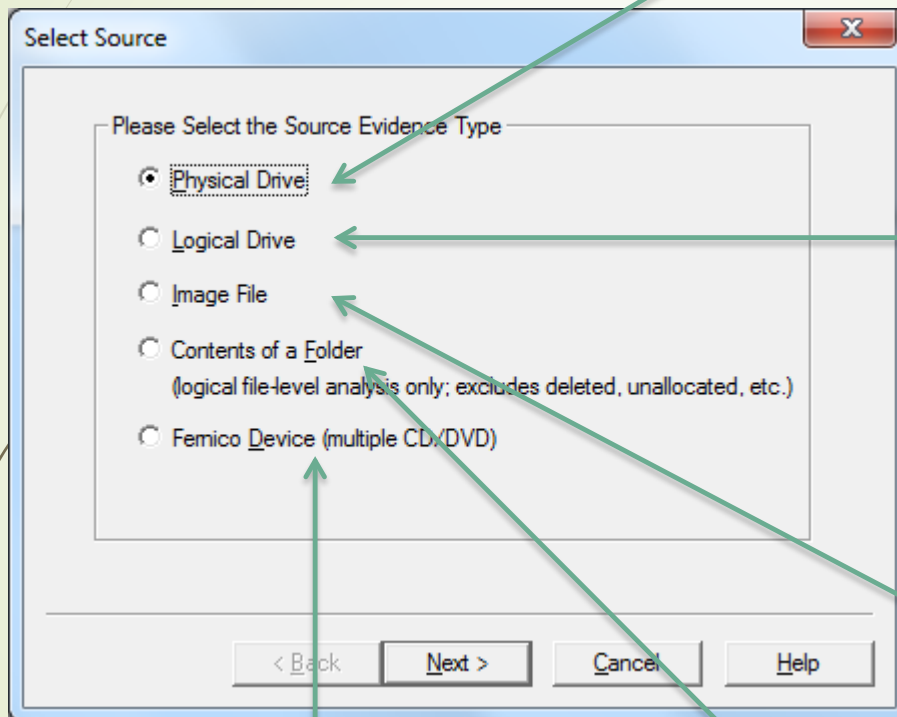 Select Source
Please Select the Source Evidence Type
Physical Drive
Logical Drive
Image File
Contents of a Folder
(logical file-level analysis only; excludes deleted, unallocated, etc.)
Fernico Device (multiple CD/DVD)
< Back
Next >
Cancel
Help